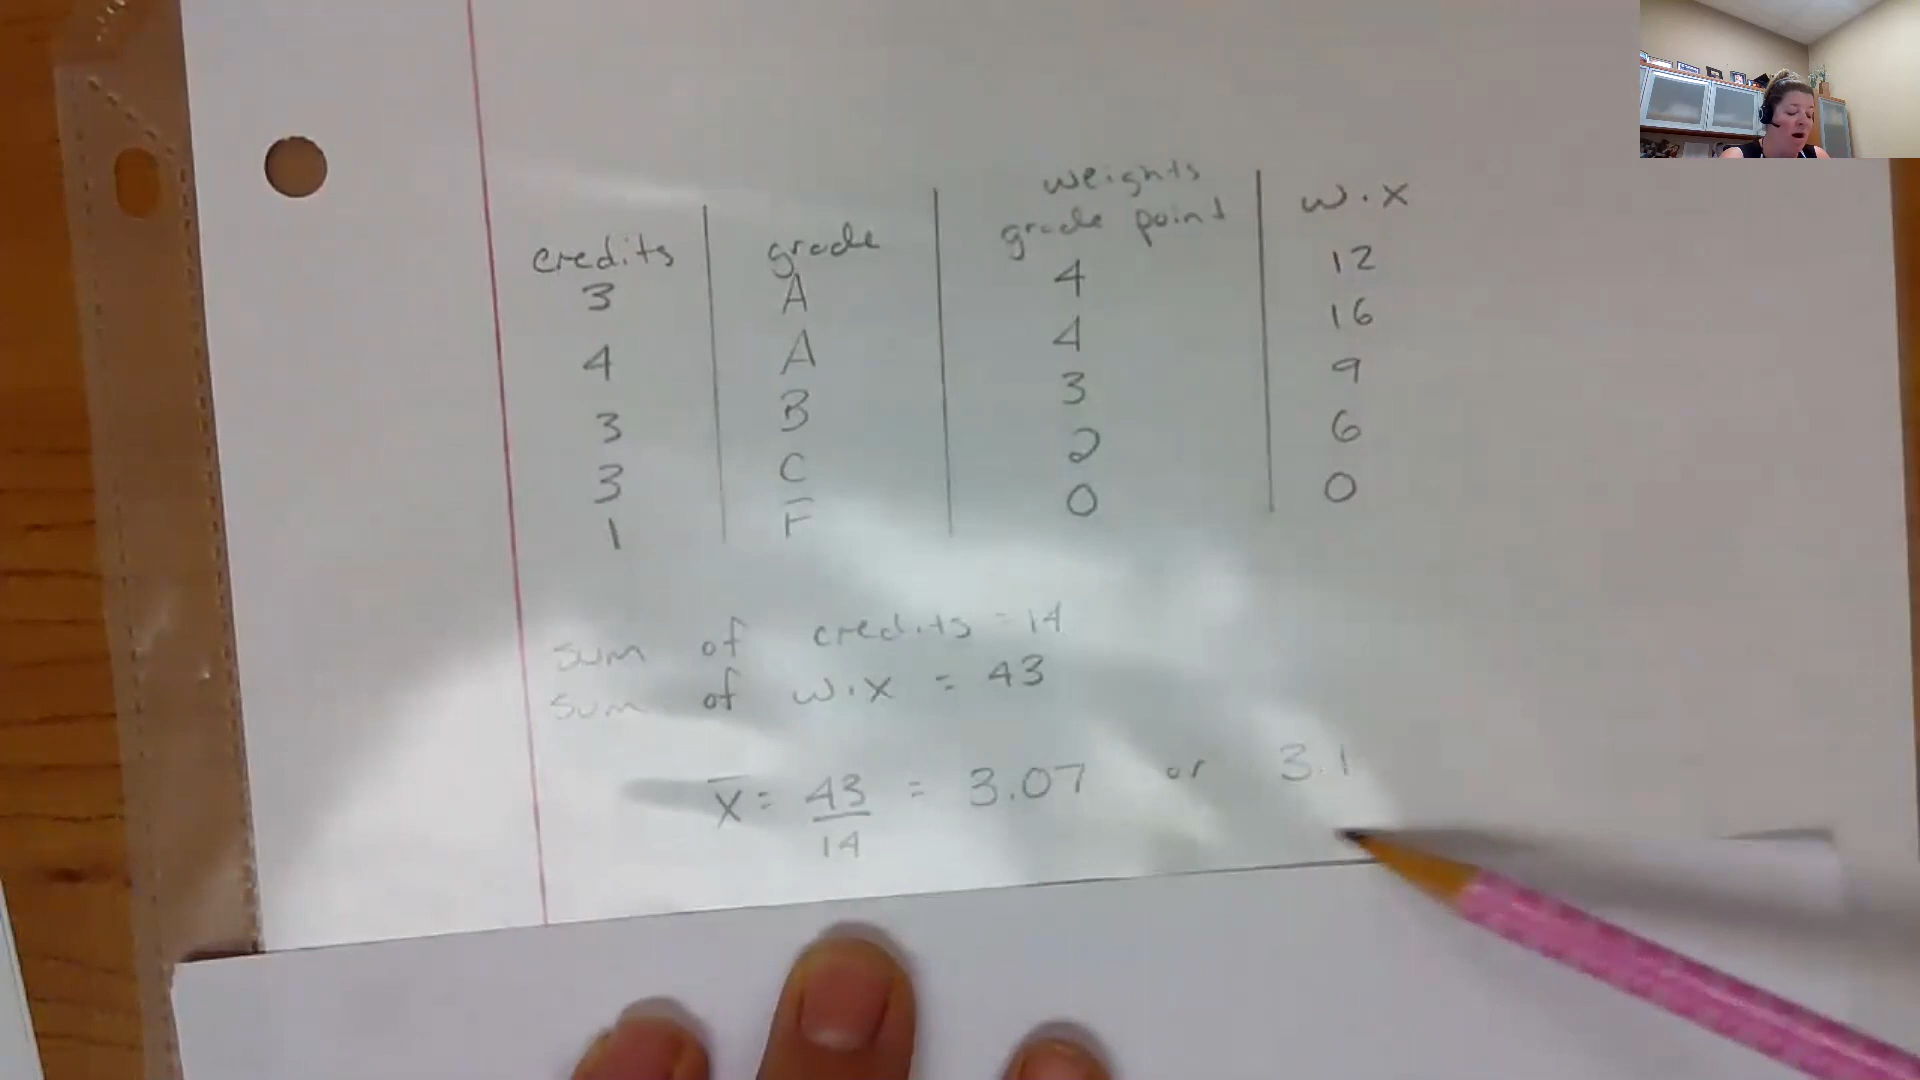 weights
credits grade grade point w·x
3 A 4 12
4 A 4 16
3 B 3 9
3 C 2 6
1 F 0 0
sum of credits = 14
sum of w·x = 43
x̄ = 43/14 = 3.07 or 3.1